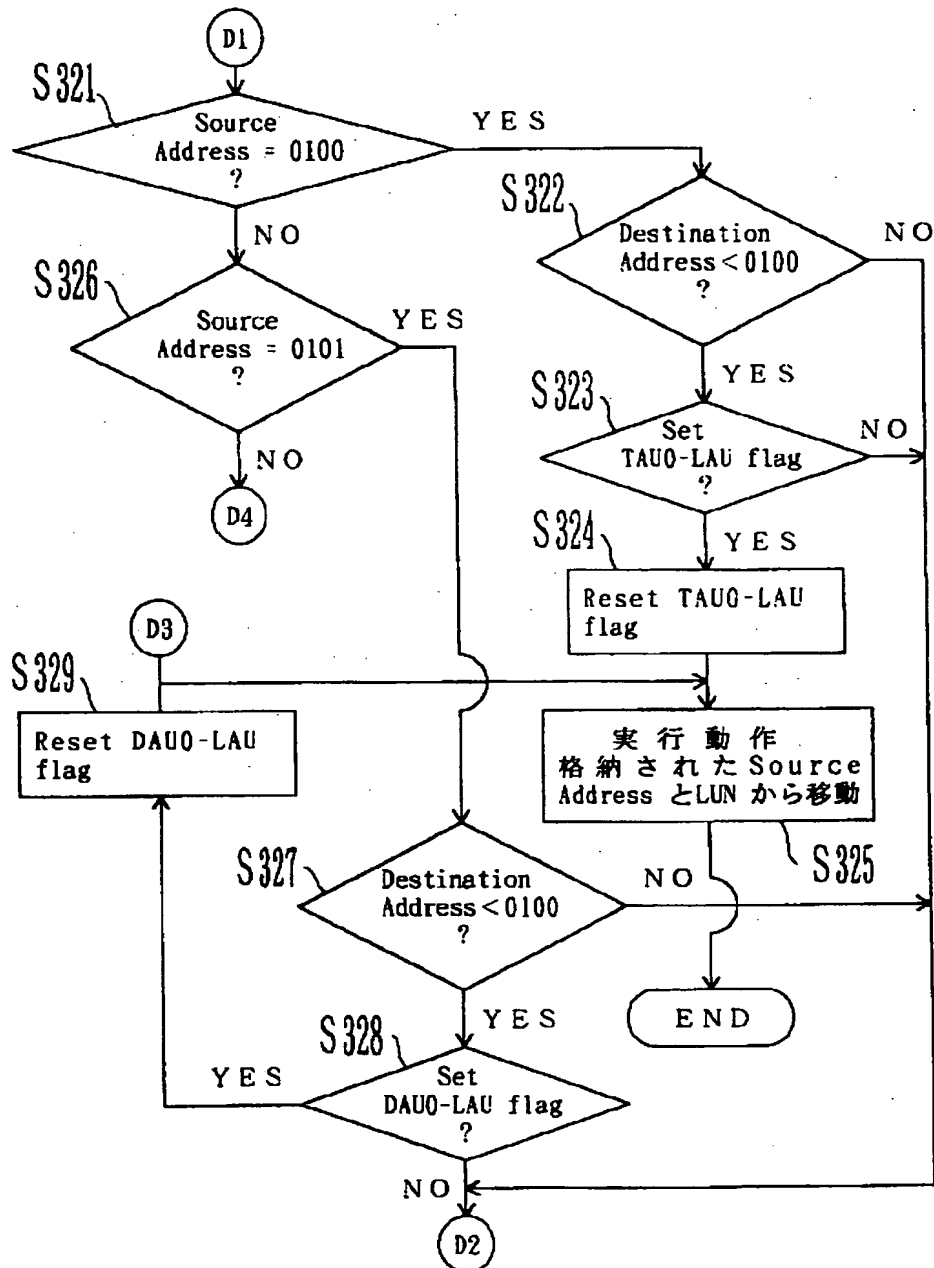 D1
S321
Source
Address = 0100
?
YES
NO
S322
Destination
Address < 0100
?
NO
YES
S326
Source
Address = 0101
?
YES
NO
D4
S323
Set
TAU0-LAU flag
?
NO
YES
S324
Reset TAU0-LAU
flag
D3
S329
Reset DAU0-LAU
flag
実行動作
格納されたSource
Address とLUN から移動
S325
S327
Destination
Address < 0100
?
NO
YES
END
S328
Set
DAU0-LAU flag
?
YES
NO
D2